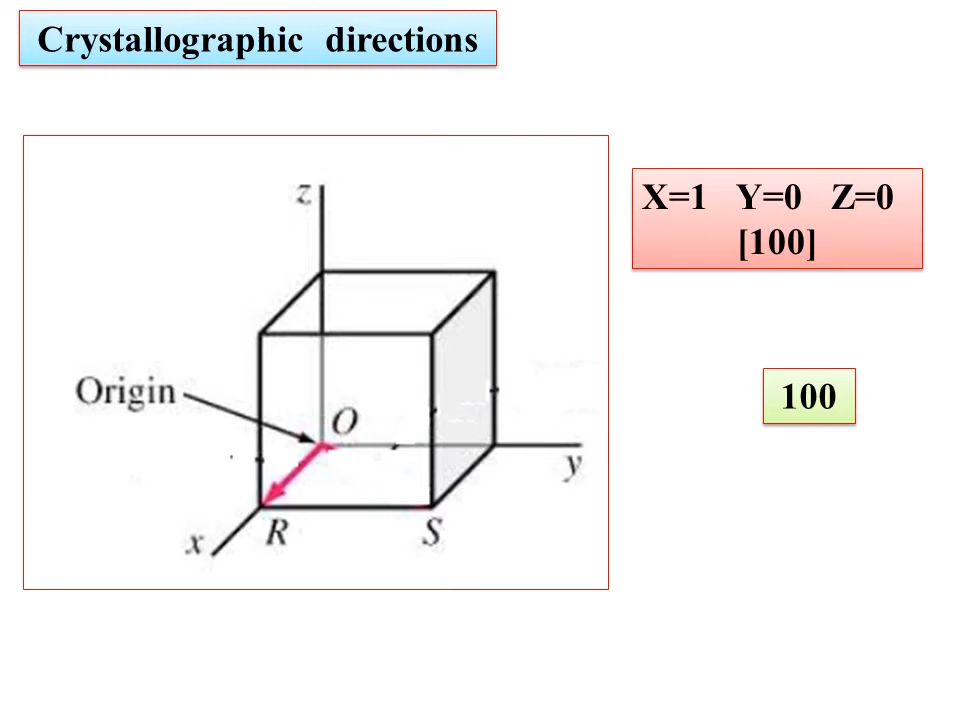 Crystallographic directions
z
X=1 Y=0 Z=0
[100]
Origin
O
100
y
x
R
S